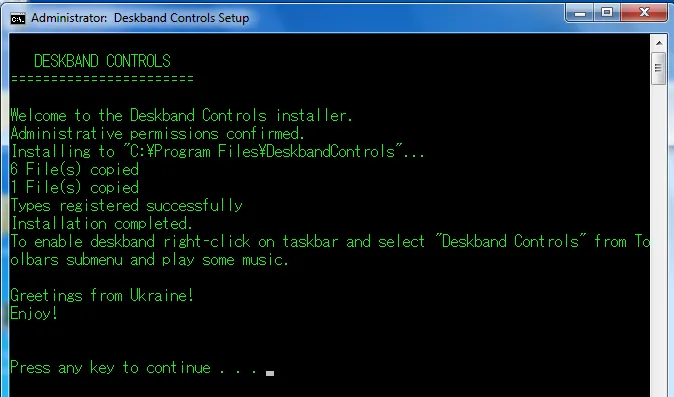 Administrator: Deskband Controls Setup
DESKBAND CONTROLS
=======================
Welcome to the Deskband Controls installer.
Administrative permissions confirmed.
Installing to "C:¥Program Files¥DeskbandControls"...
6 File(s) copied
1 File(s) copied
Types registered successfully
Installation completed.
To enable deskband right-click on taskbar and select "Deskband Controls" from To
olbars submenu and play some music.
Greetings from Ukraine!
Enjoy!
Press any key to continue . . .